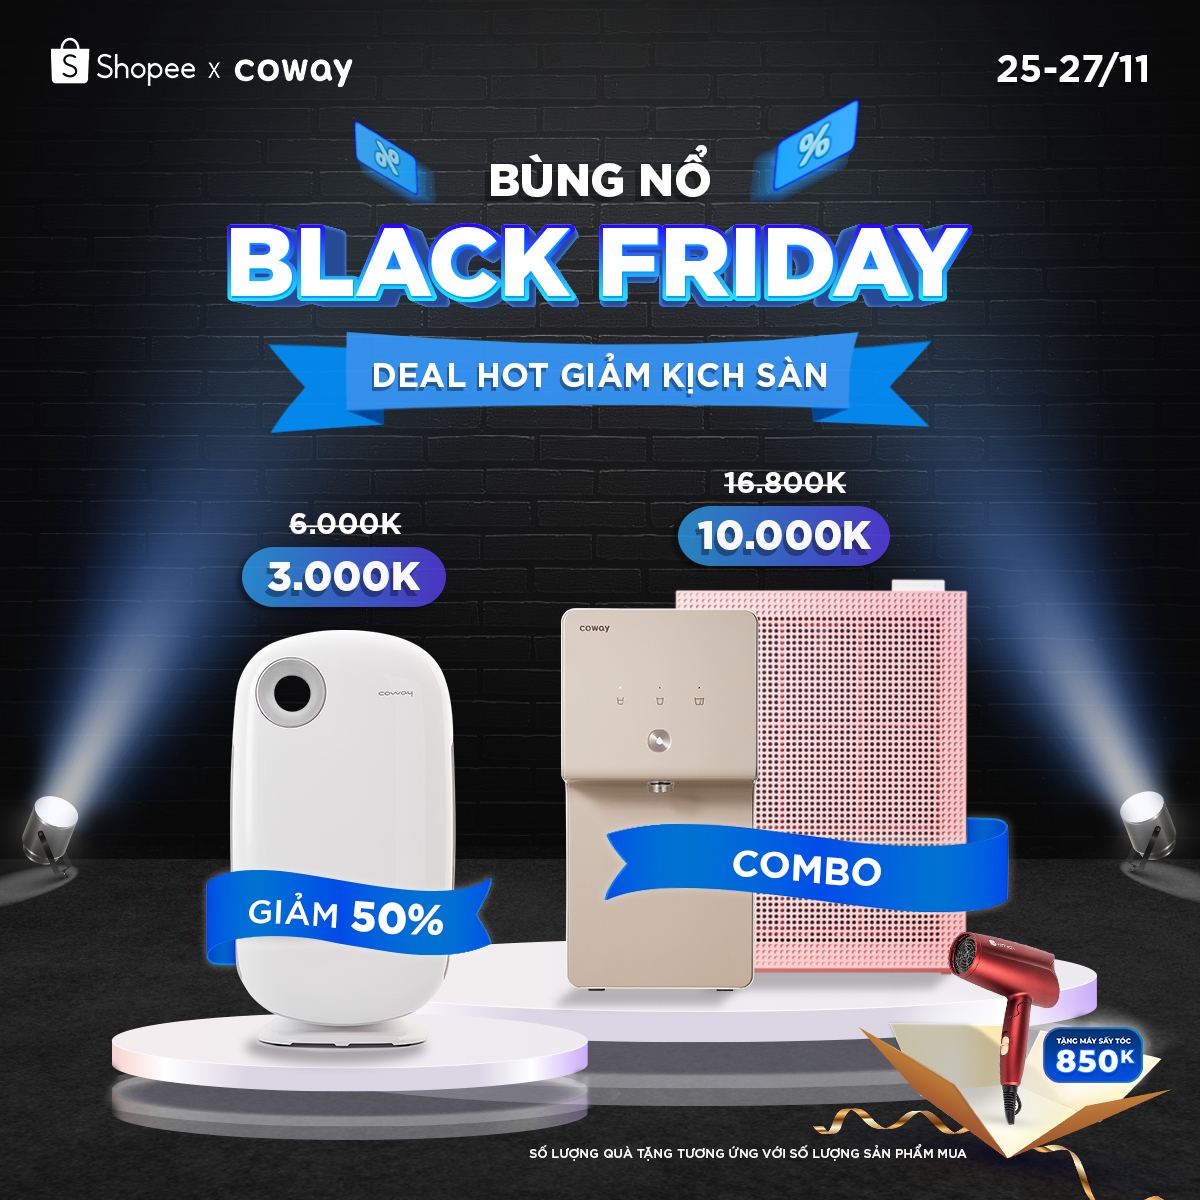 Shopee x coway
25-27/11
BÙNG NỔ
BLACK FRIDAY
DEAL HOT GIẢM KỊCH SÀN
6.000K
3.000K
16.800K
10.000K
coway
coway
GIẢM 50%
COMBO
TẶNG MÁY SẤY TÓC
850K
SỐ LƯỢNG QUÀ TẶNG TƯƠNG ỨNG VỚI SỐ LƯỢNG SẢN PHẨM MUA